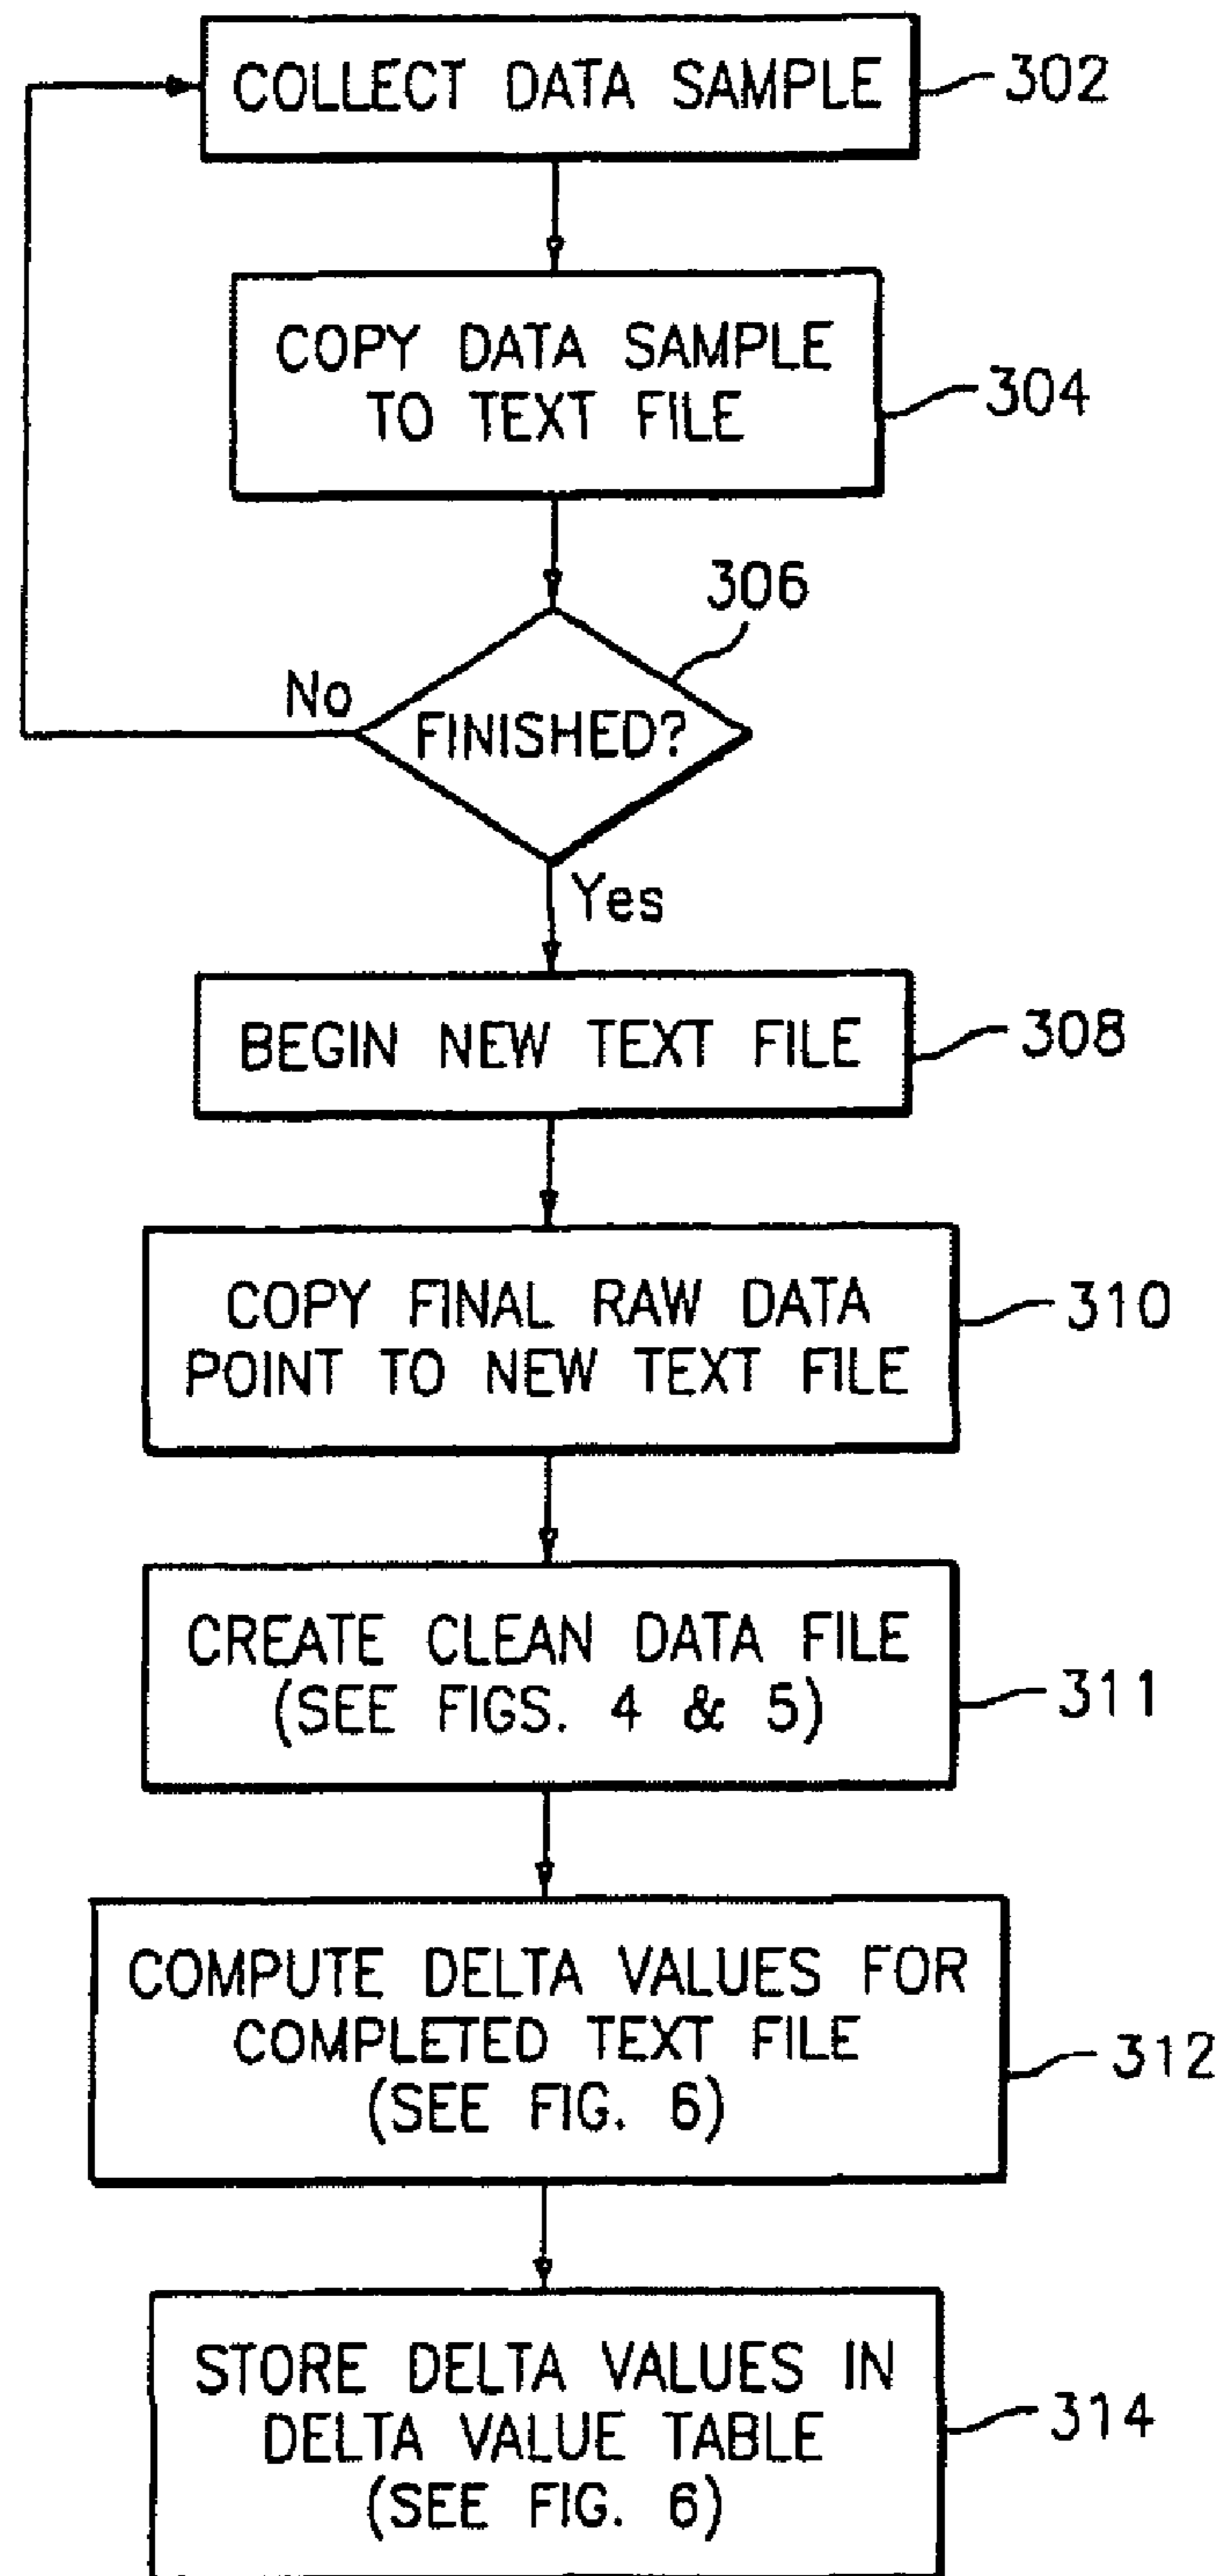 COLLECT DATA SAMPLE
302
COPY DATA SAMPLE
TO TEXT FILE
304
306
No
FINISHED?
Yes
BEGIN NEW TEXT FILE
308
COPY FINAL RAW DATA
POINT TO NEW TEXT FILE
310
CREATE CLEAN DATA FILE
(SEE FIGS. 4 & 5)
311
COMPUTE DELTA VALUES FOR
COMPLETED TEXT FILE
(SEE FIG. 6)
312
STORE DELTA VALUES IN
DELTA VALUE TABLE
(SEE FIG. 6)
314